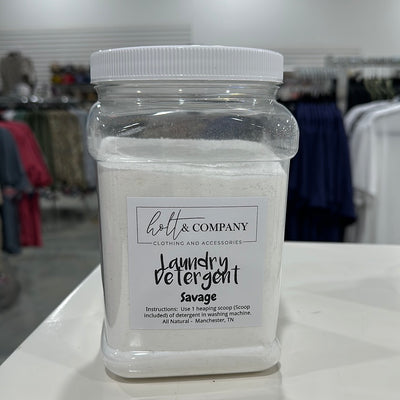 holt & COMPANY
CLOTHING AND ACCESSORIES
Laundry
Detergent
Savage
Instructions: Use 1 heaping scoop (Scoop
included) of detergent in washing machine.
All Natural - Manchester, TN